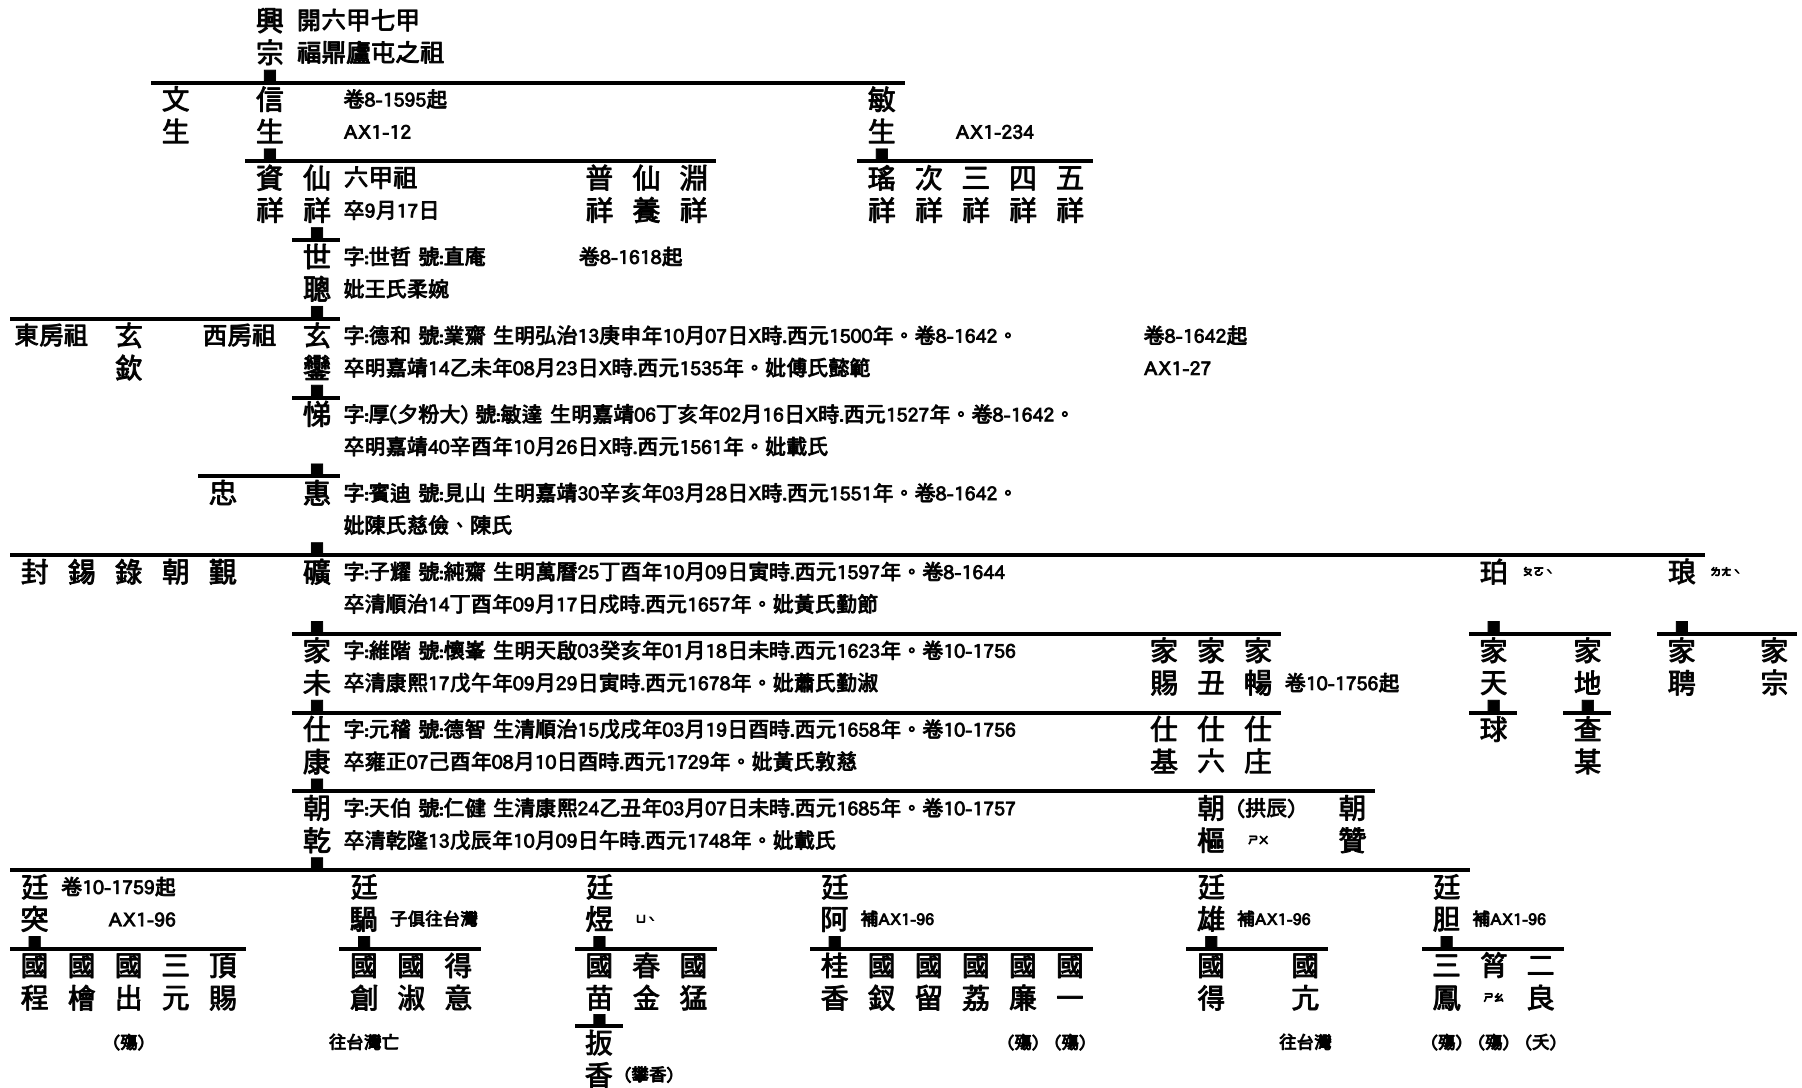 興宗 開六甲七甲
福鼎廬屯之祖
文生 信生 卷8-1595起 敏生
AX1-12 AX1-234
資祥 仙祥 六甲祖 普祥 仙養 淵祥 瑤祥 次祥 三祥 四祥 五祥
卒9月17日
世聰 字:世哲 號:直庵 卷8-1618起
妣王氏柔婉
東房祖 玄欽 西房祖 玄鑾 字:德和 號:業齋 生明弘治13庚申年10月07日X時.西元1500年。卷8-1642。 卷8-1642起
卒明嘉靖14乙未年08月23日X時.西元1535年。妣傅氏懿範 AX1-27
悌 字:厚(夕粉大) 號:敏達 生明嘉靖06丁亥年02月16日X時.西元1527年。卷8-1642。
卒明嘉靖40辛酉年10月26日X時.西元1561年。妣載氏
忠 惠 字:賓迪 號:見山 生明嘉靖30辛亥年03月28日X時.西元1551年。卷8-1642。
妣陳氏慈儉、陳氏
封 錫 錄 朝 覲 礦 字:子耀 號:純齋 生明萬曆25丁酉年10月09日寅時.西元1597年。卷8-1644 珀 ㄆㄛˋ 琅 ㄌㄤˋ
卒清順治14丁酉年09月17日戍時.西元1657年。妣黃氏勤節
家未 字:維階 號:懷峯 生明天啟03癸亥年01月18日未時.西元1623年。卷10-1756 家賜 家丑 家暢 家天 家地 家聘 家宗
卒清康熙17戊午年09月29日寅時.西元1678年。妣蕭氏勤淑 卷10-1756起
仕康 字:元稽 號:德智 生清順治15戊戌年03月19日酉時.西元1658年。卷10-1756 仕基 仕六 仕庄 球 查某
卒雍正07己酉年08月10日酉時.西元1729年。妣黃氏敦慈
朝乾 字:天伯 號:仁健 生清康熙24乙丑年03月07日未時.西元1685年。卷10-1757 朝樞 (拱辰) 朝贊
卒清乾隆13戊辰年10月09日午時.西元1748年。妣載氏 ㄕㄨ
廷突 卷10-1759起 廷騧 廷煜 廷阿 廷雄 廷胆
AX1-96 子俱往台灣 ㄩˋ 補AX1-96 補AX1-96 補AX1-96
國程 國檜 國出 三元 頂賜 國創 國淑 得意 國苗 春金 國猛 桂香 國釵 國留 國荔 國廉 國一 國得 國亢 三鳳 筲 ㄕㄠ 二良
(殤) 往台灣亡 (殤) (殤) 往台灣 (殤) (殤) (夭)
扳香 (攀香)